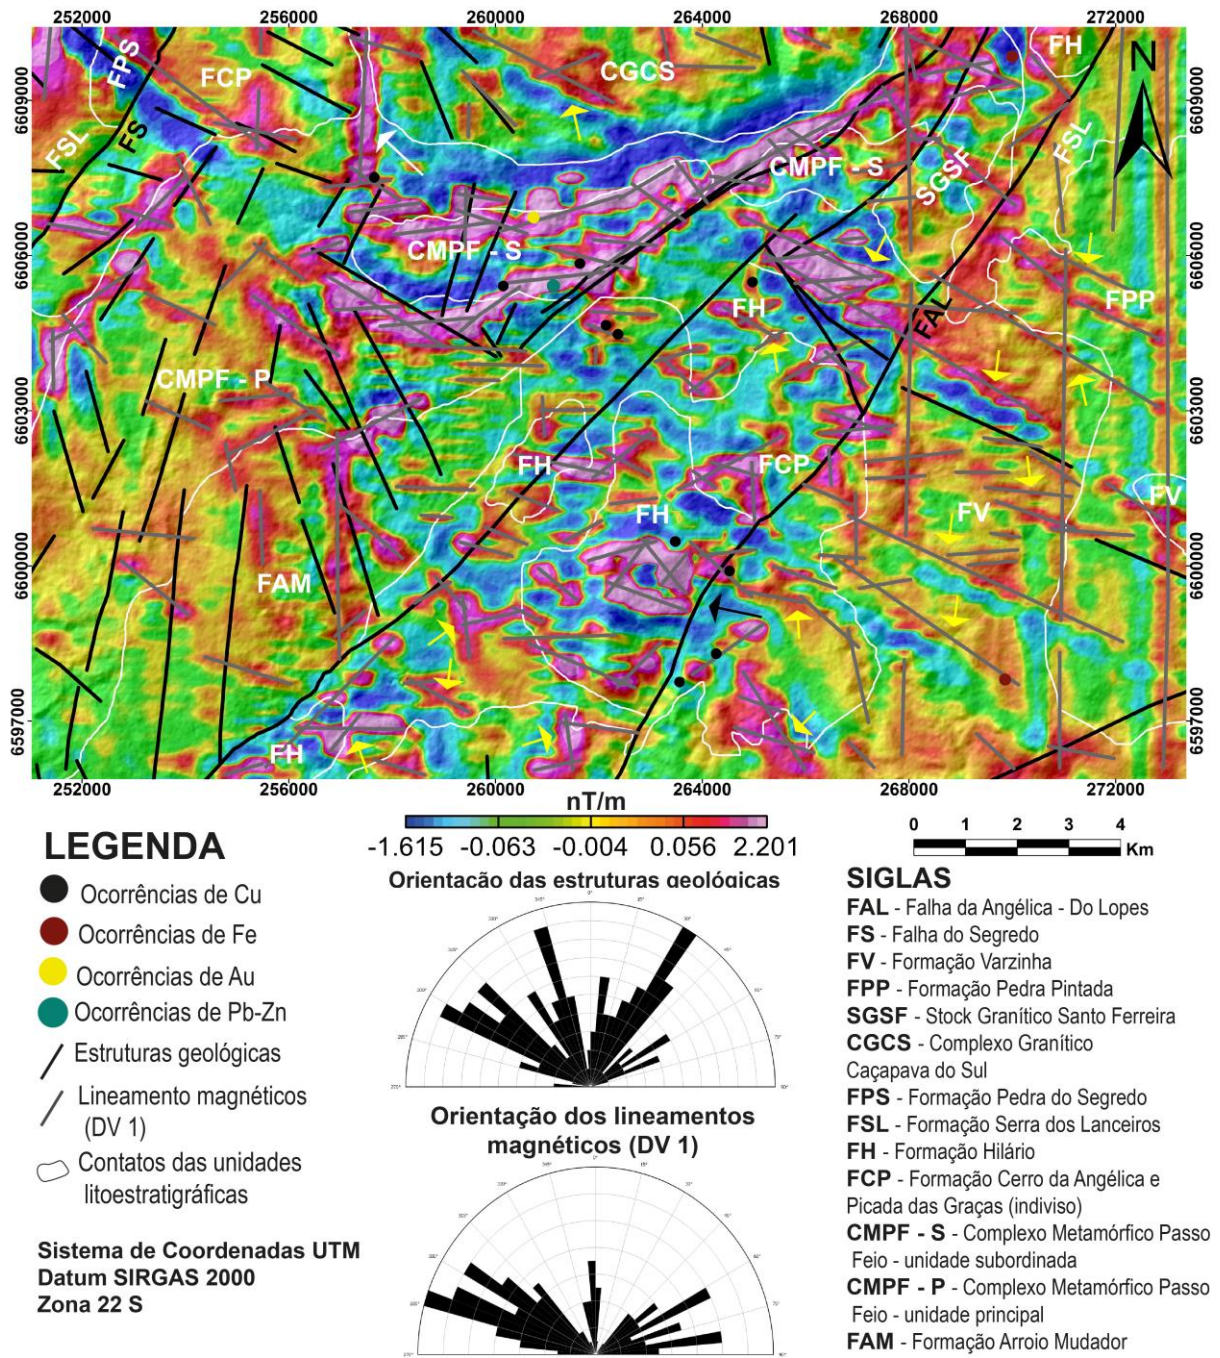 252000 256000 260000 264000 268000 272000
FPS
FCP
CGCS
FH
N
6609000
6609000
FSL
FS
FSL
CMPF - S
SGSF
CMPF - S
6606000
6606000
FH
FPP
FAL
CMPF - P
6603000
6603000
FH
FCP
FH
FV
FV
6600000
6600000
FAM
6597000
6597000
FH
252000 256000 260000 264000 268000 272000
nT/m
-1.615 -0.063 -0.004 0.056 2.201
0 1 2 3 4
Km
LEGENDA
Ocorrências de Cu
Ocorrências de Fe
Ocorrências de Au
Ocorrências de Pb-Zn
Estruturas geológicas
Lineamento magnéticos
(DV 1)
Contatos das unidades
litoestratigráficas
Sistema de Coordenadas UTM
Datum SIRGAS 2000
Zona 22 S
Orientação das estruturas geológicas
Orientação dos lineamentos
magnéticos (DV 1)
SIGLAS
FAL - Falha da Angélica - Do Lopes
FS - Falha do Segredo
FV - Formação Varzinha
FPP - Formação Pedra Pintada
SGSF - Stock Granítico Santo Ferreira
CGCS - Complexo Granítico
Caçapava do Sul
FPS - Formação Pedra do Segredo
FSL - Formação Serra dos Lanceiros
FH - Formação Hilário
FCP - Formação Cerro da Angélica e
Picada das Graças (indiviso)
CMPF - S - Complexo Metamórfico Passo
Feio - unidade subordinada
CMPF - P - Complexo Metamórfico Passo
Feio - unidade principal
FAM - Formação Arroio Mudador